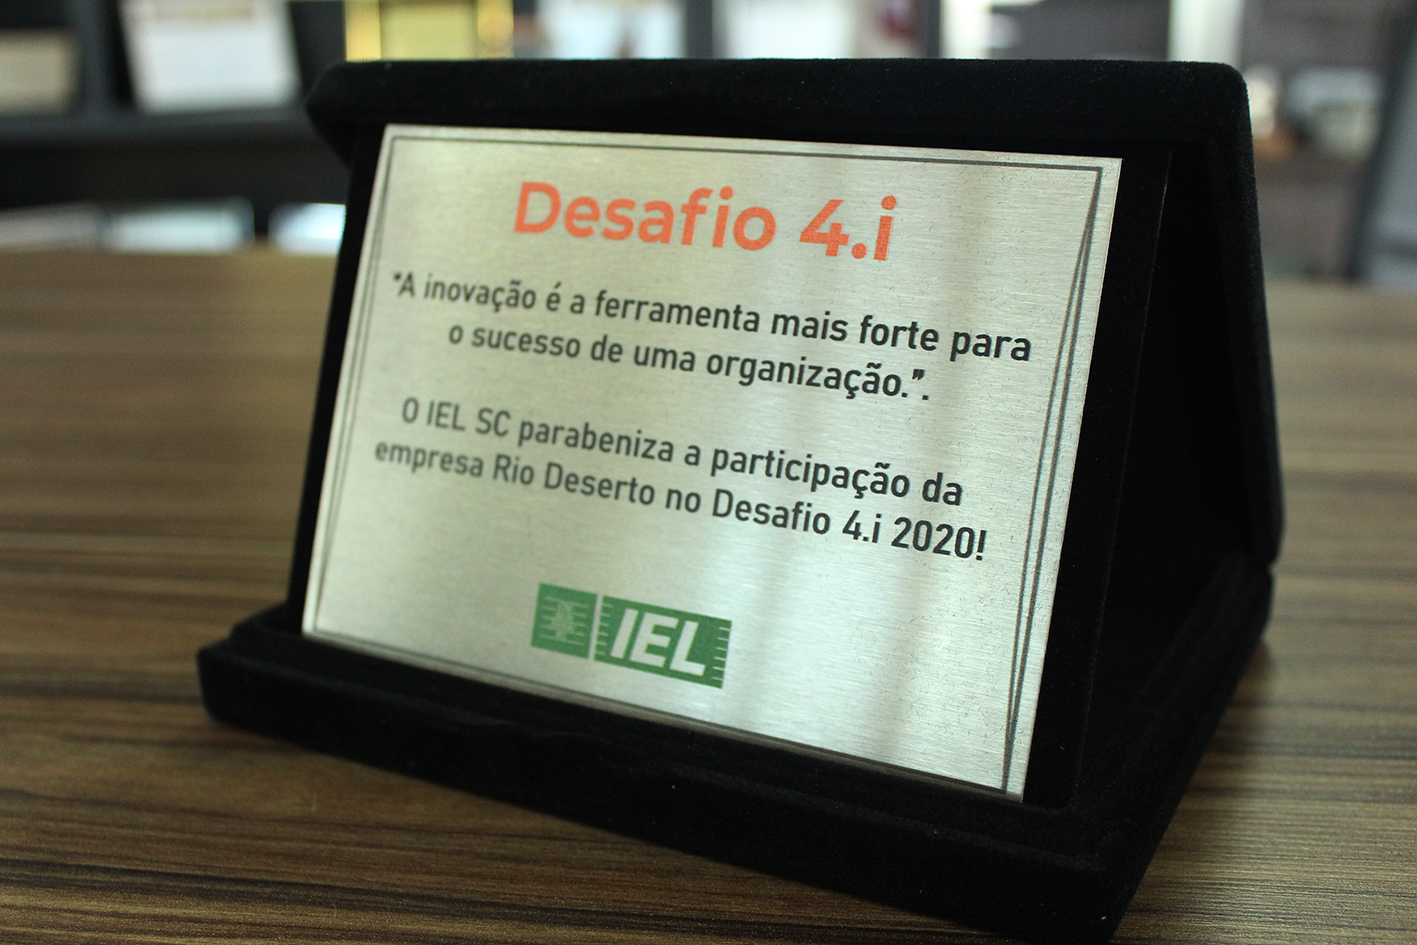 Desafio 4.i
"A inovação é a ferramenta mais forte para
o sucesso de uma organização.".
O IEL SC parabeniza a participação da
empresa Rio Deserto no Desafio 4.i 2020!
IEL